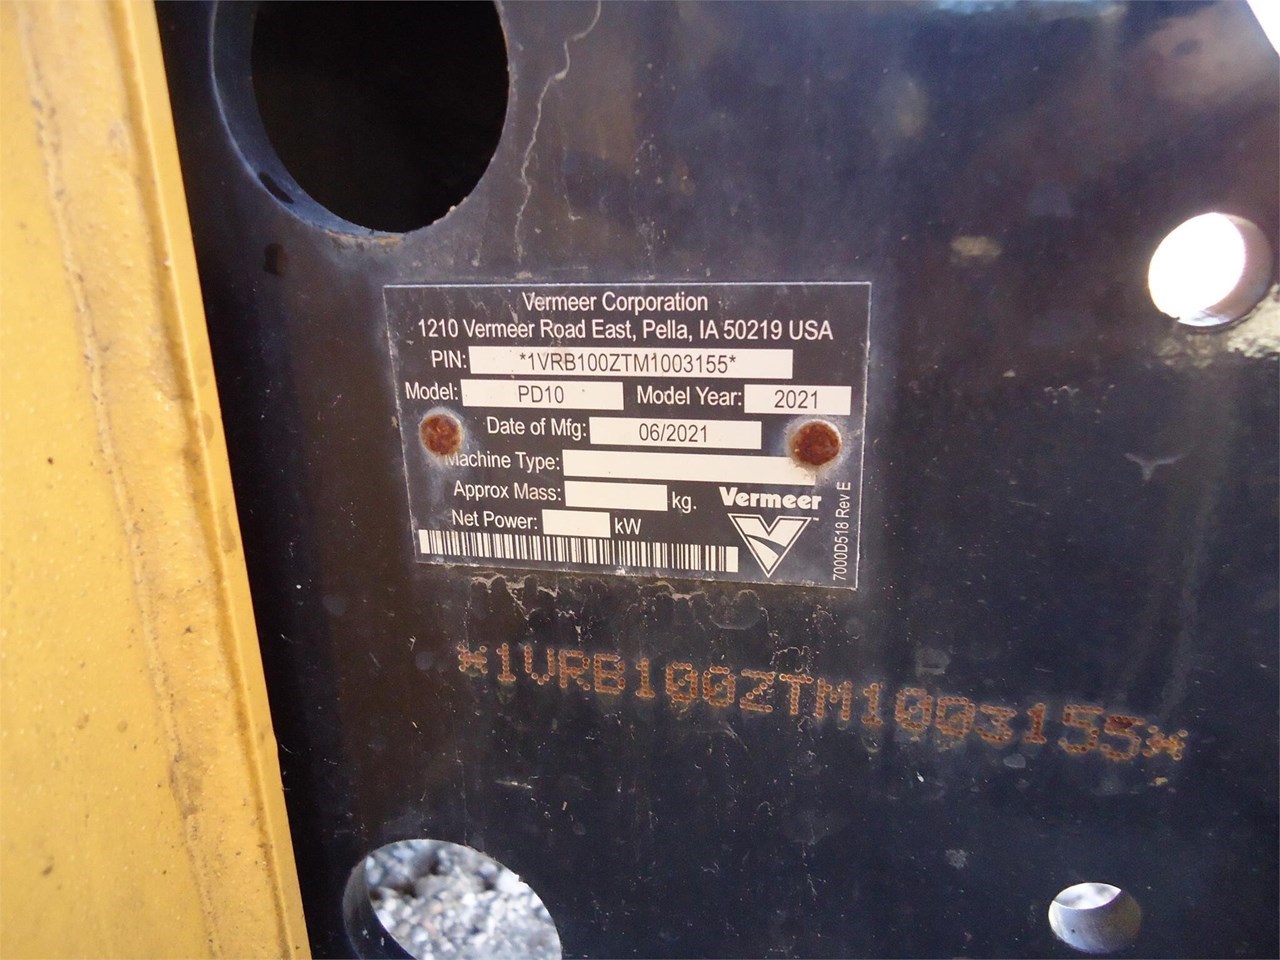 Vermeer Corporation
1210 Vermeer Road East, Pella, IA 50219 USA
PIN: *1VRB100ZTM1003155*
Model: PD10 Model Year: 2021
Date of Mfg: 06/2021
Machine Type:
Approx Mass: kg.
Net Power: kW
Vermeer
™
7000D518 Rev E
*1VRB100ZTM1003155*